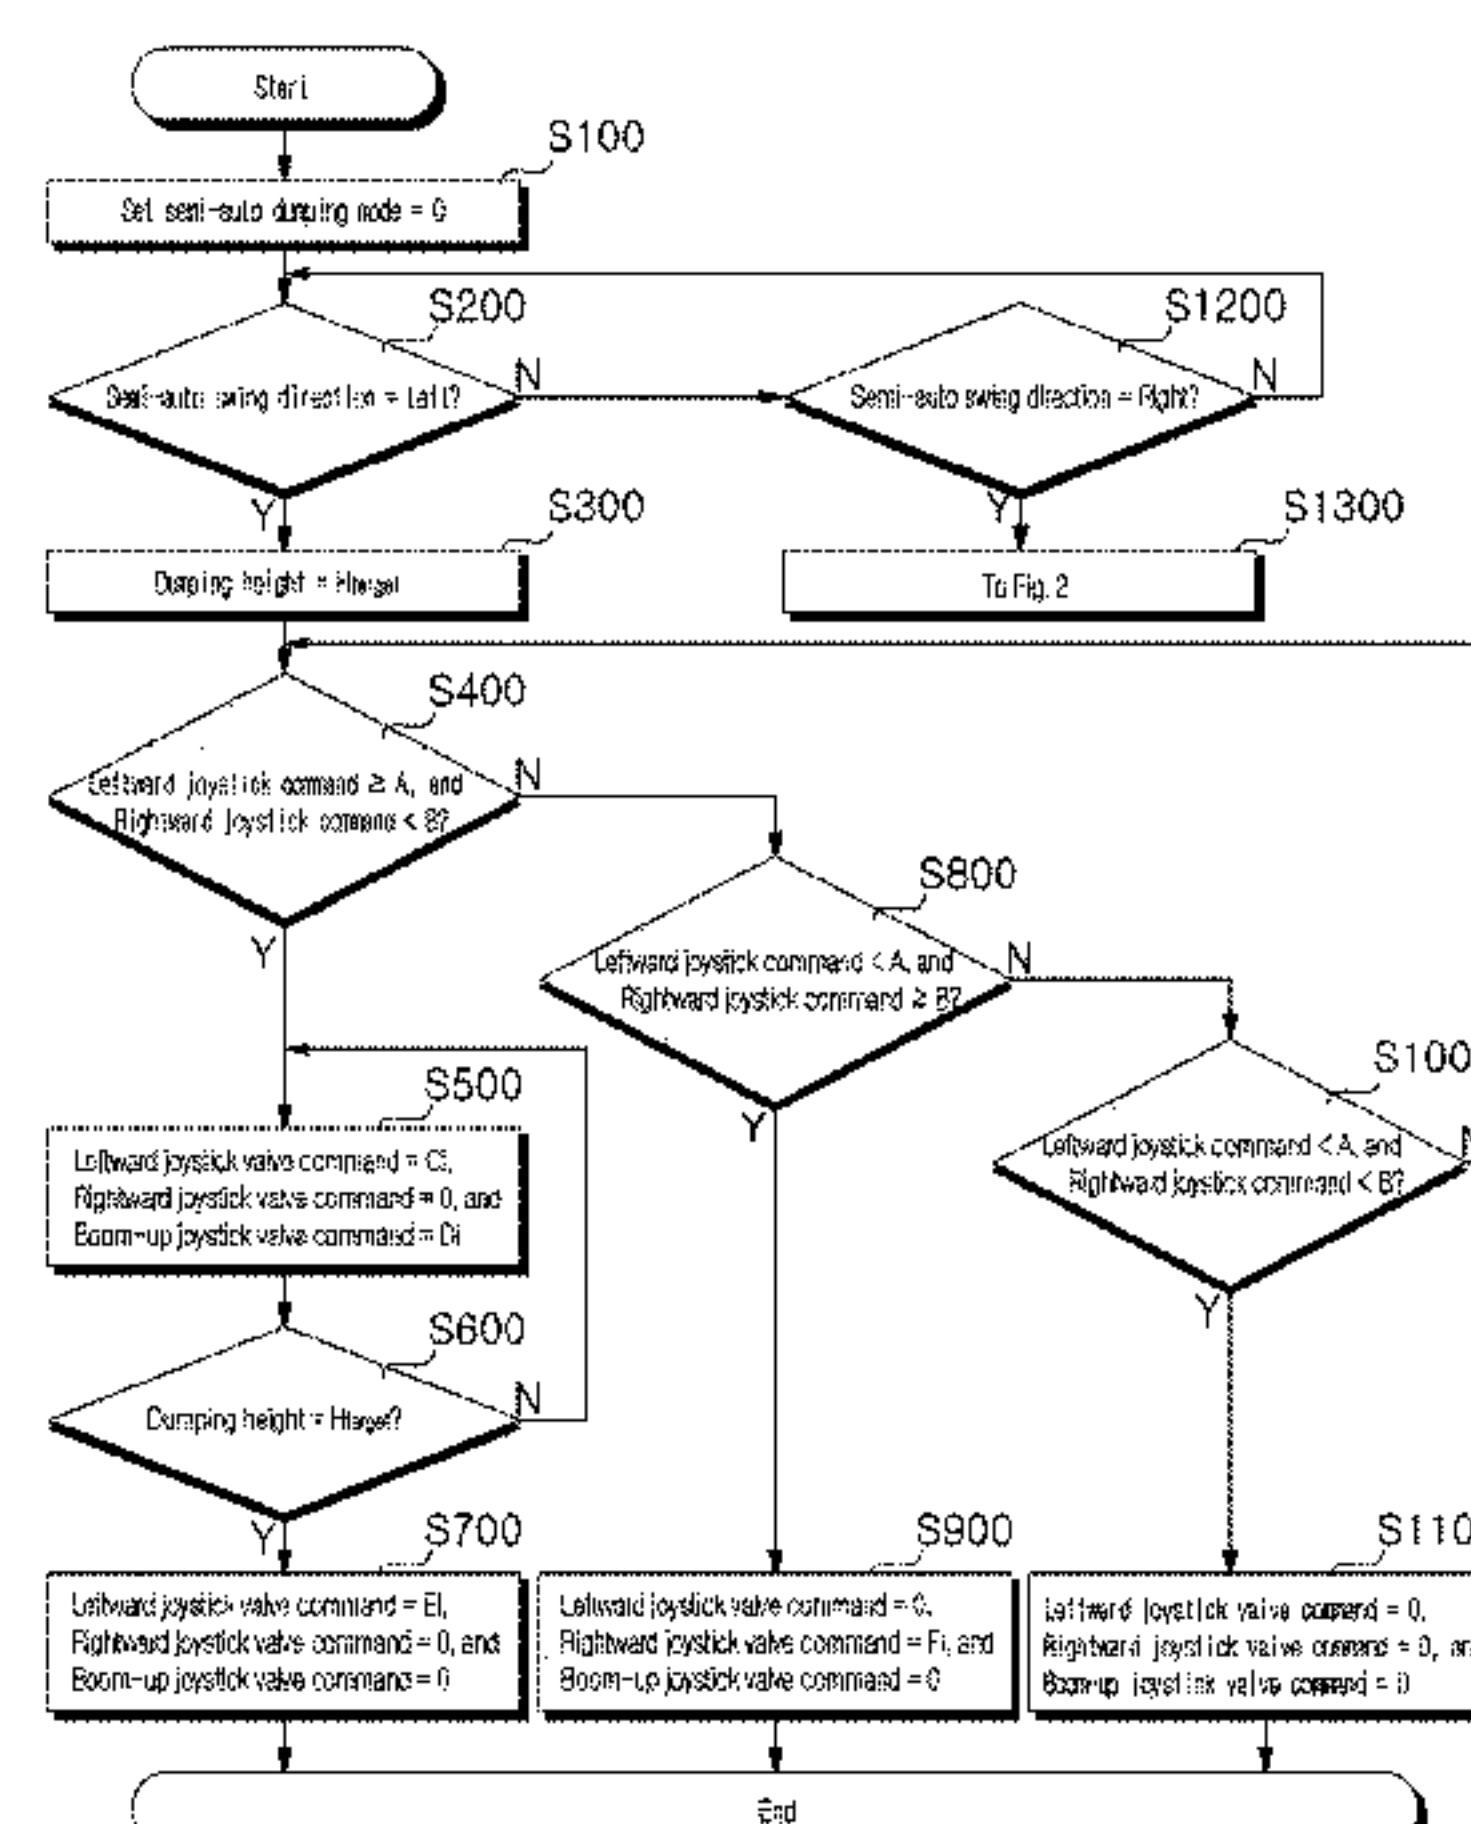 Start
S100
Set semi-auto dumping mode = G
S200
Semi-auto swing direction = Left?
N
Y
S1200
Semi-auto swing direction = Right?
N
Y
S300
Dumping height = Htarget
S1300
To Fig. 2
S400
Leftward joystick command ≥ A, and
Rightward joystick command < B?
N
Y
S800
Leftward joystick command < A, and
Rightward joystick command ≥ B?
N
Y
S100
Leftward joystick command < A, and
Rightward joystick command < B?
Y
S500
Leftward joystick valve command = Ci,
Rightward joystick valve command = 0, and
Boom-up joystick valve command = Di
S600
Dumping height = Htarget?
N
Y
S700
Leftward joystick valve command = Ei,
Rightward joystick valve command = 0, and
Boom-up joystick valve command = 0
S900
Leftward joystick valve command = 0,
Rightward joystick valve command = Fi, and
Boom-up joystick valve command = 0
S110
Leftward joystick valve command = 0,
Rightward joystick valve command = 0, an
Boom-up joystick valve command = 0
End